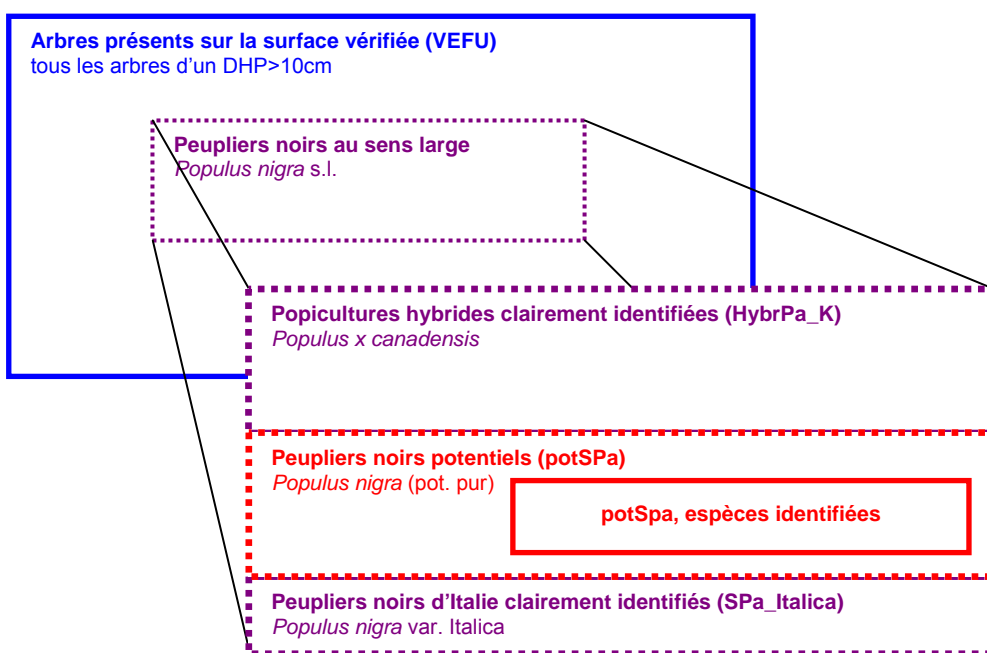 Arbres présents sur la surface vérifiée (VEFU)
tous les arbres d'un DHP>10cm
Peupliers noirs au sens large
Populus nigra s.l.
Popicultures hybrides clairement identifiées (HybrPa_K)
Populus x canadensis
Peupliers noirs potentiels (potSPa)
Populus nigra (pot. pur)
potSpa, espèces identifiées
Peupliers noirs d'Italie clairement identifiés (SPa_Italica)
Populus nigra var. Italica